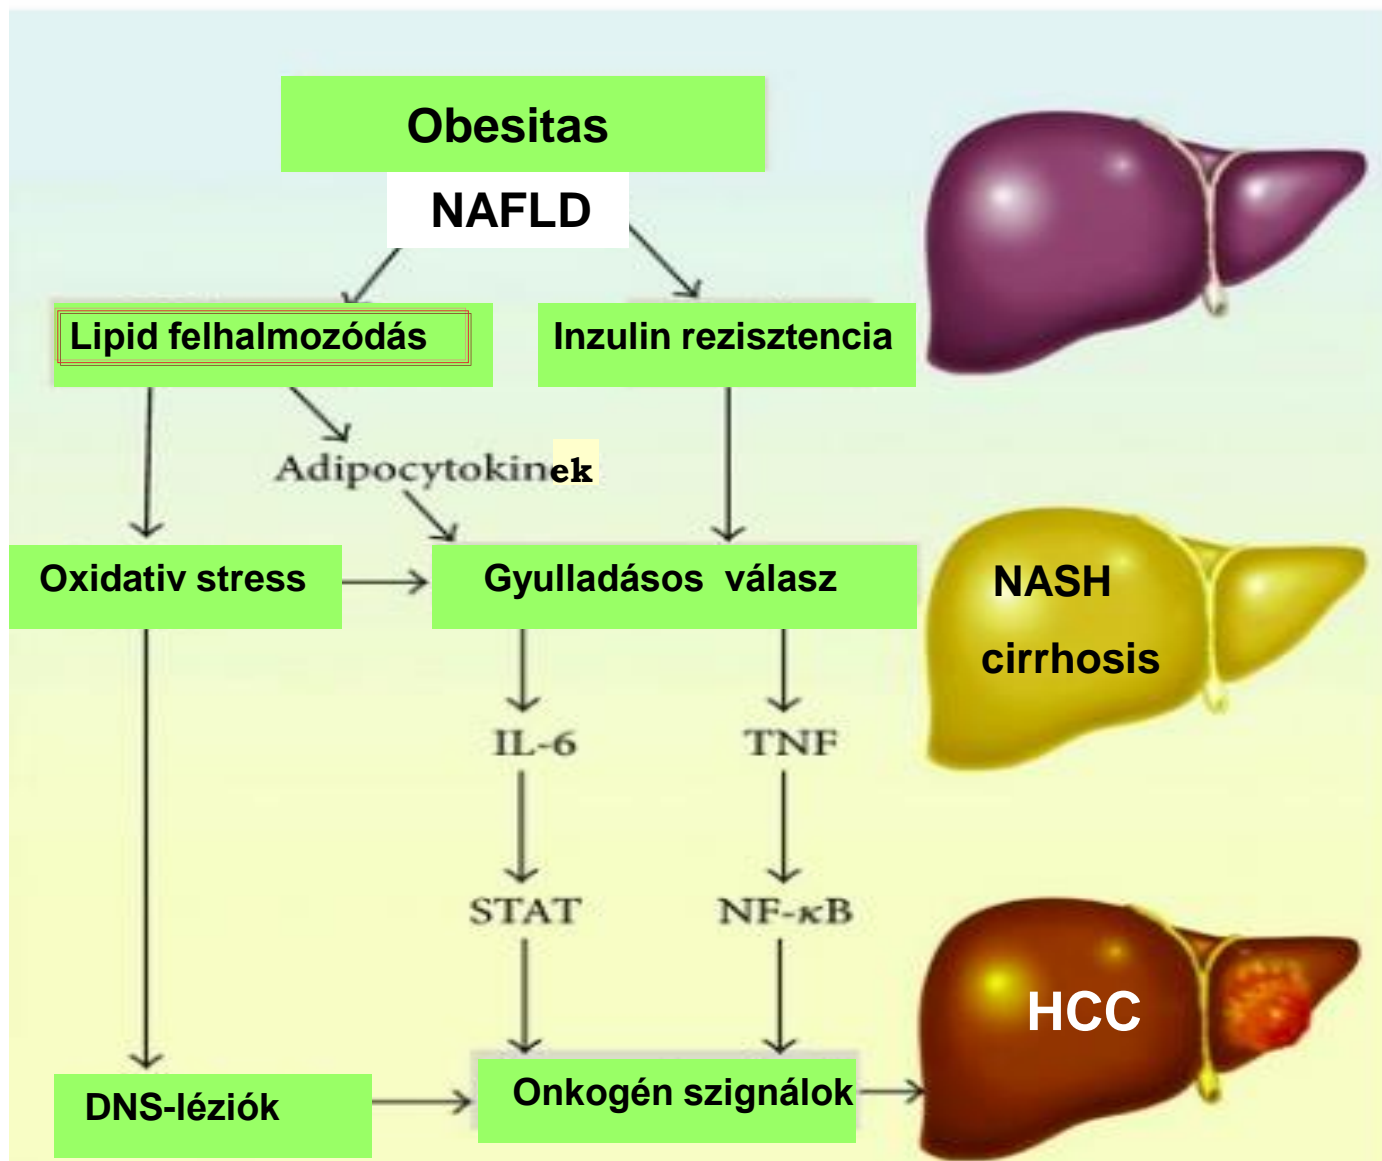 Obesitas
NAFLD
Lipid felhalmozódás
Inzulin rezisztencia
Adipocytokinek
Oxidativ stress
Gyulladásos válasz
NASH
cirrhosis
IL-6
TNF
STAT
NF-κB
HCC
DNS-léziók
Onkogén szignálok